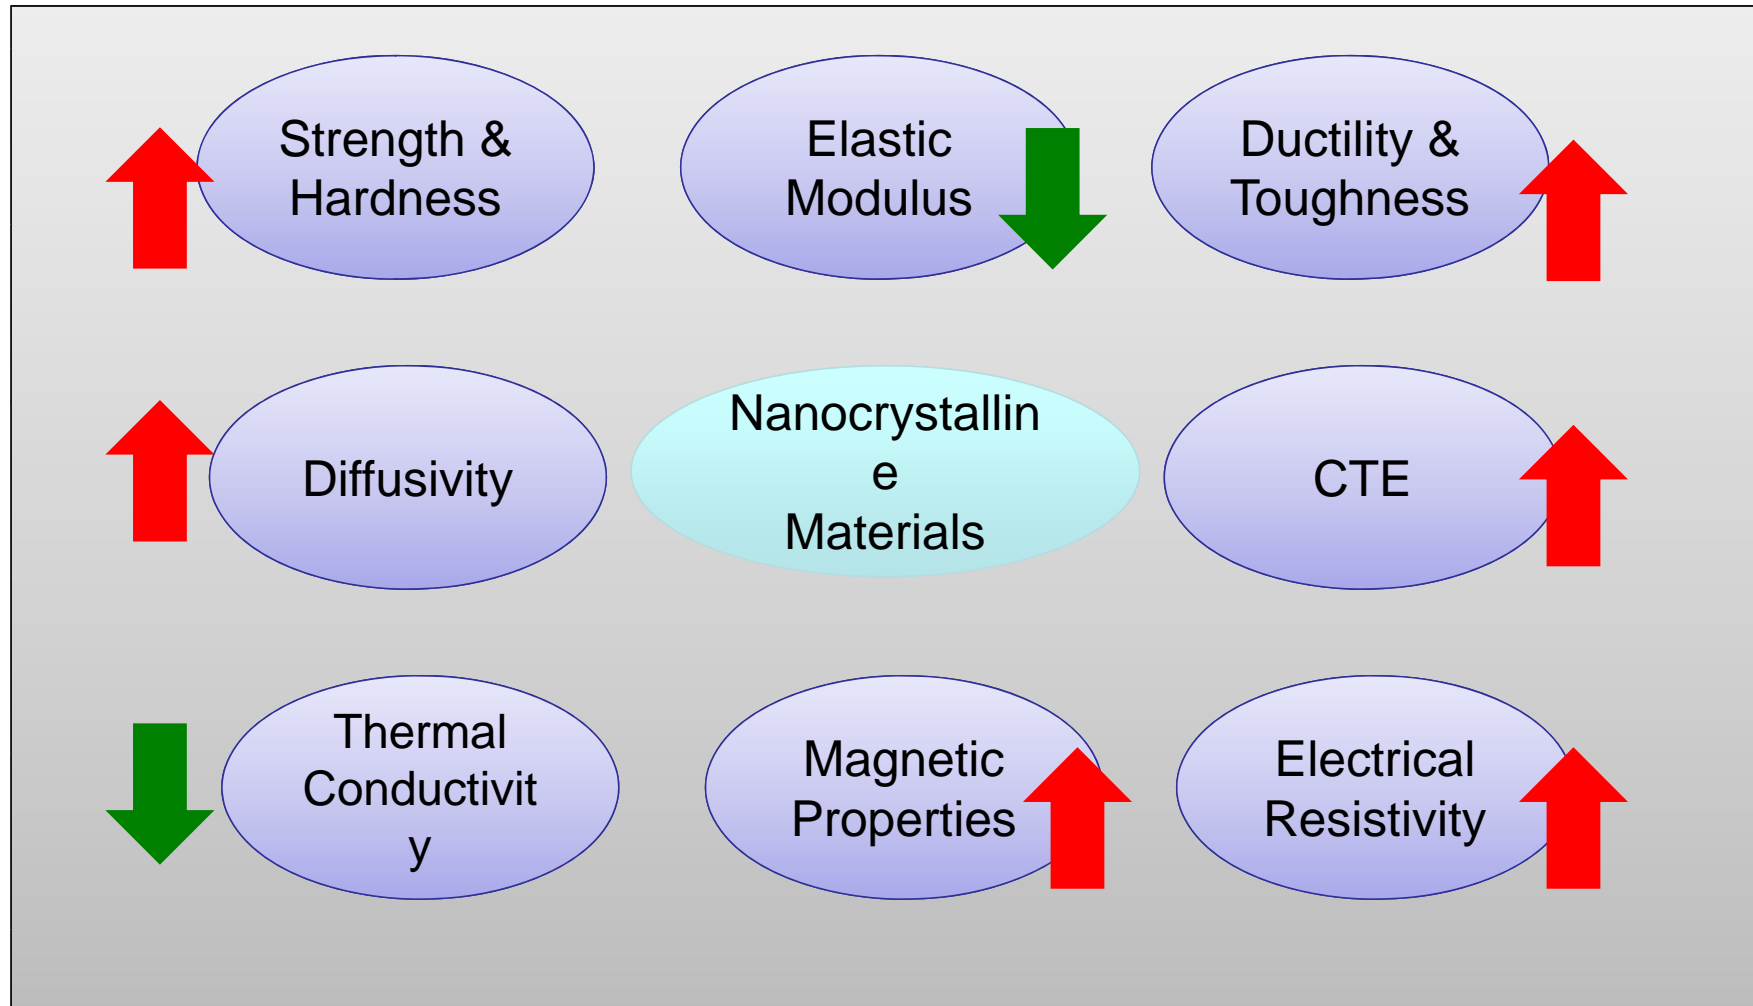 Strength &
Hardness
Elastic
Modulus
Ductility &
Toughness
Diffusivity
Nanocrystallin
e
Materials
CTE
Thermal
Conductivit
y
Magnetic
Properties
Electrical
Resistivity